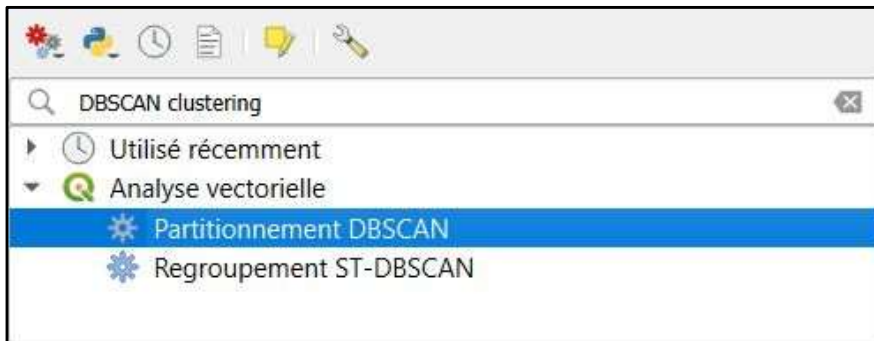 DBSCAN clustering
Utilisé récemment
Analyse vectorielle
Partitionnement DBSCAN
Regroupement ST-DBSCAN